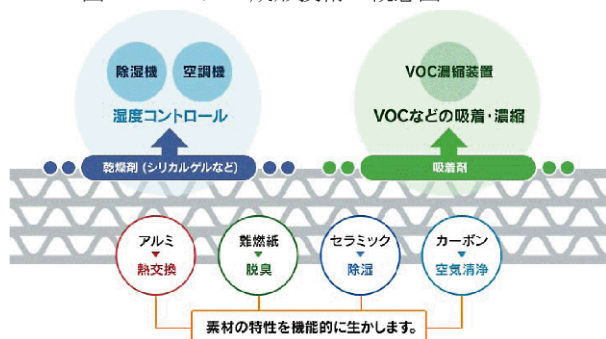 除湿機
空調機
湿度コントロール
乾燥剤(シリカルゲルなど)
VOC濃縮装置
VOCなどの吸着・濃縮
吸着剤
アルミ
熱交換
難燃紙
脱臭
セラミック
除湿
カーボン
空気清浄
素材の特性を機能的に生かします。